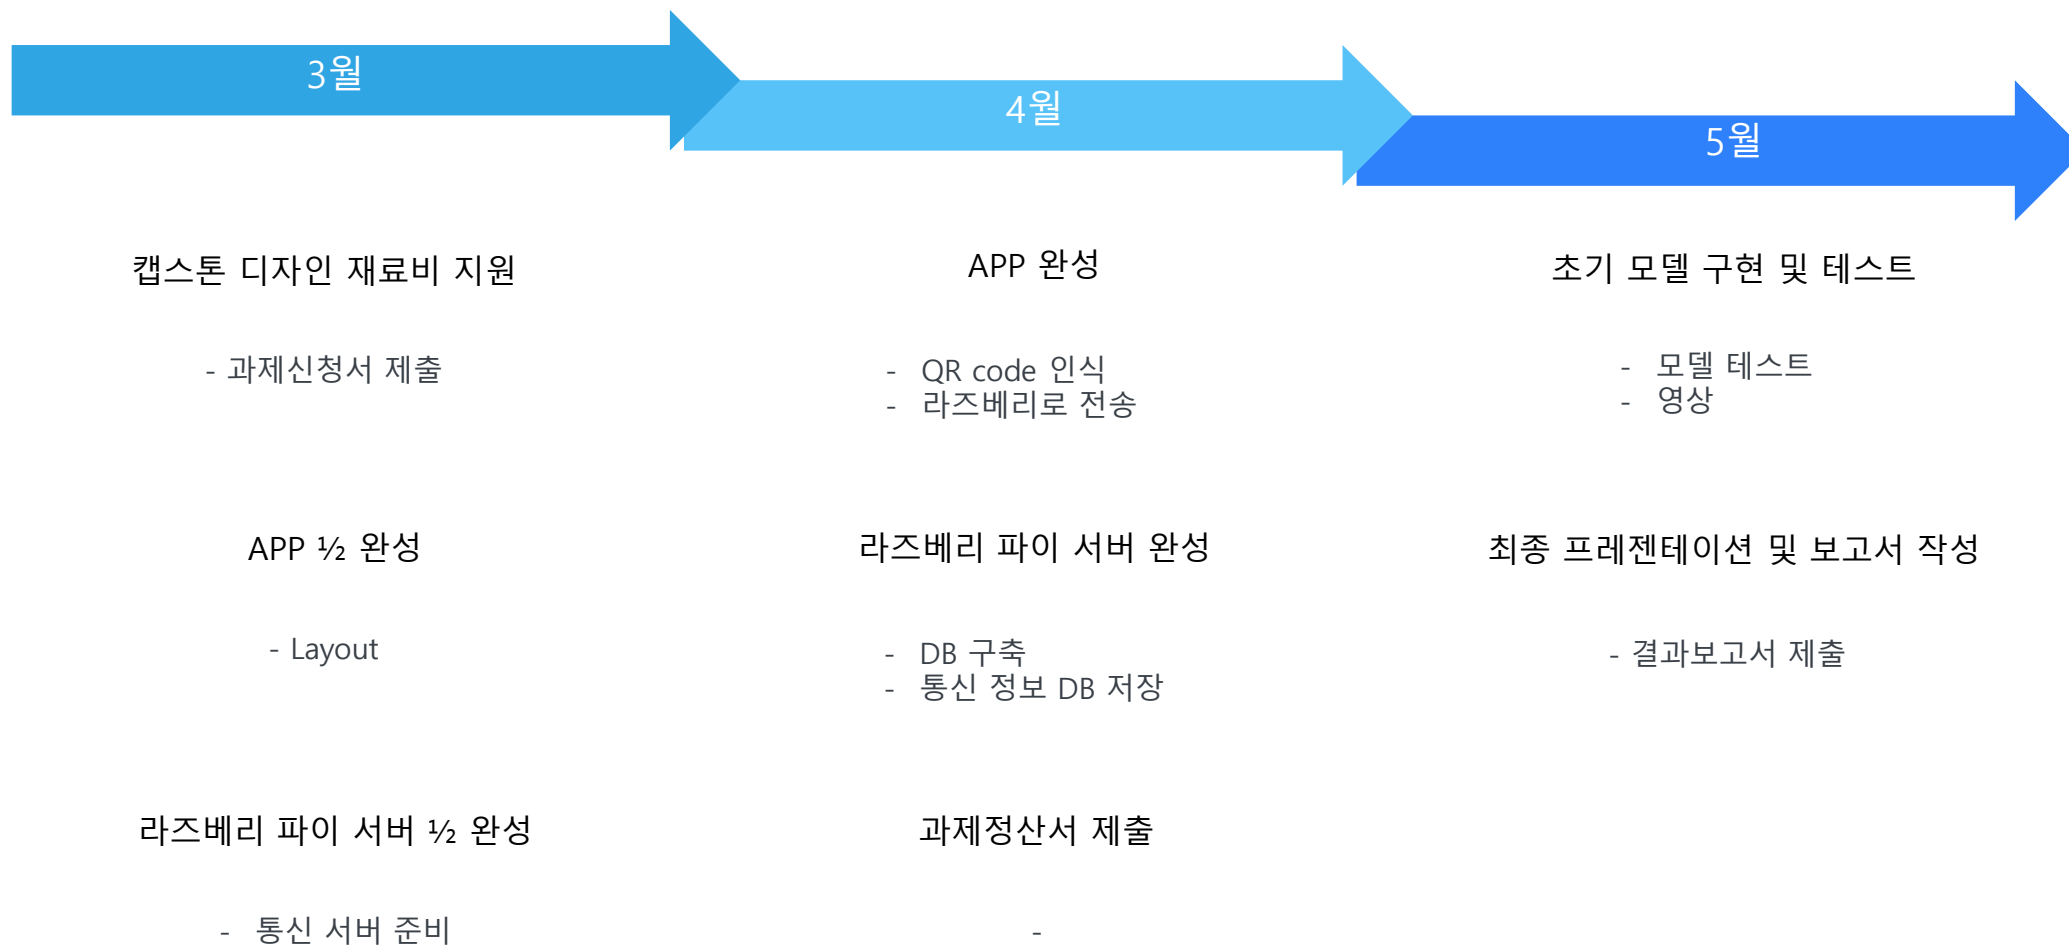 3월
4월
5월
캡스톤 디자인 재료비 지원
- 과제신청서 제출
APP ½ 완성
- Layout
라즈베리 파이 서버 ½ 완성
- 통신 서버 준비
APP 완성
- QR code 인식
- 라즈베리로 전송
라즈베리 파이 서버 완성
- DB 구축
- 통신 정보 DB 저장
과제정산서 제출
-
초기 모델 구현 및 테스트
- 모델 테스트
- 영상
최종 프레젠테이션 및 보고서 작성
- 결과보고서 제출